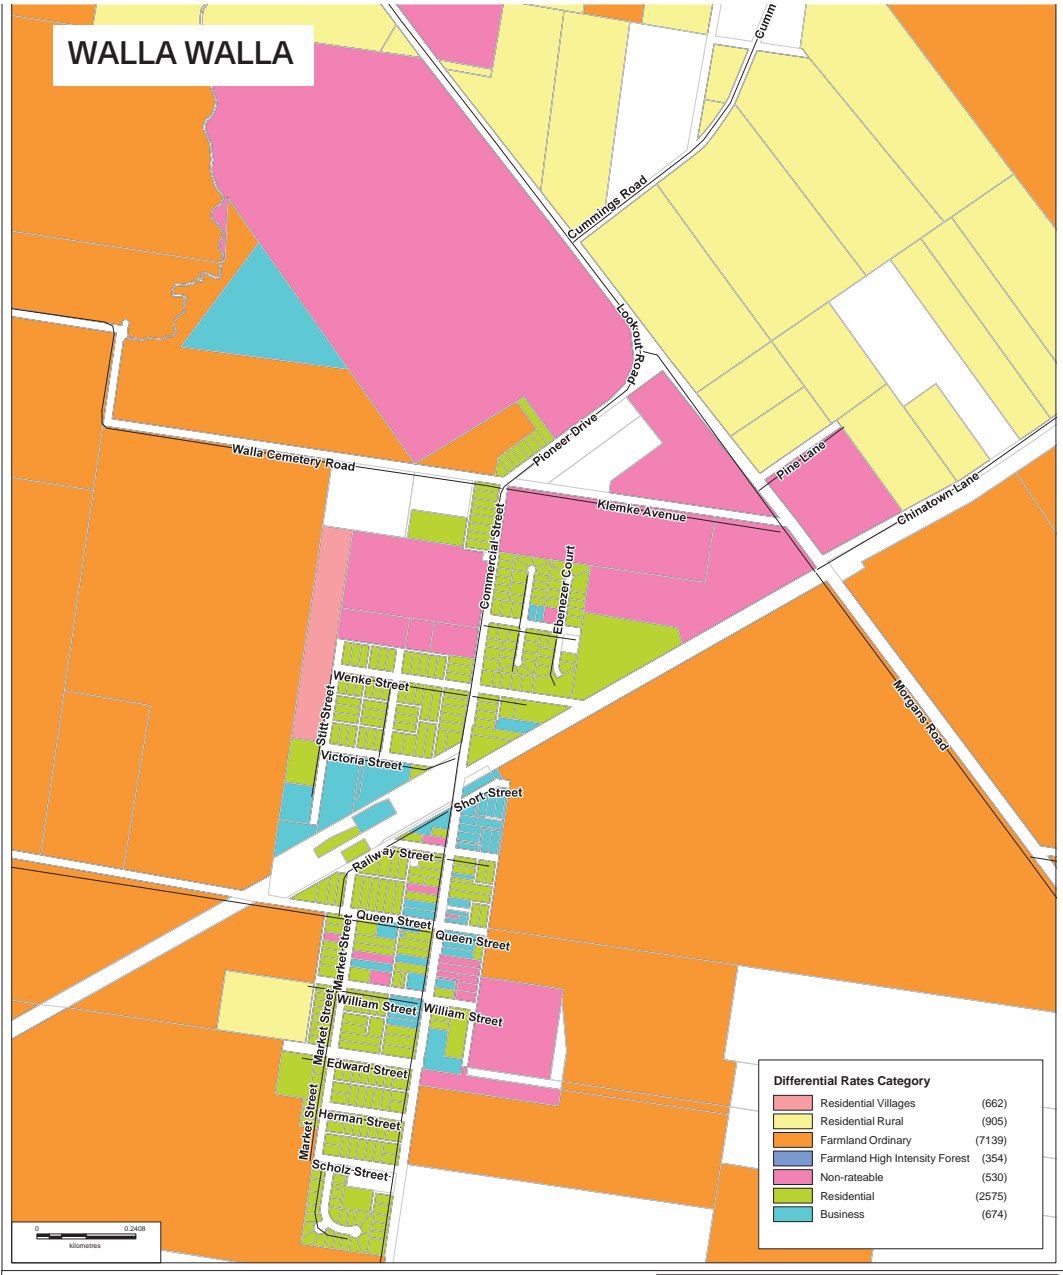 WALLA WALLA
Cumm
Cummings Road
Lookout Road
Pioneer Drive
Walla Cemetery Road
Pine Lane
Klemke Avenue
Chinatown Lane
Commercial Street
Ebenezer Court
Wenke Street
Stitt Street
Morgans Road
Victoria Street
Short Street
Railway Street
Queen Street
Queen Street
Market Street
William Street
William Street
Market Street
Edward Street
Market Street
Herman Street
Scholz Street
Differential Rates Category
Residential Villages (662)
Residential Rural (905)
Farmland Ordinary (7139)
Farmland High Intensity Forest (354)
Non-rateable (530)
Residential (2575)
Business (674)
0 0.2408
kilometres